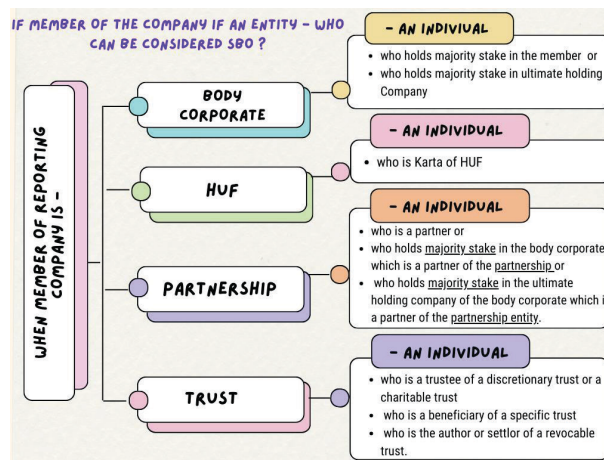 IF MEMBER OF THE COMPANY IF AN ENTITY - WHO
CAN BE CONSIDERED SBO ?
WHEN MEMBER OF REPORTING
COMPANY IS -
BODY
CORPORATE
- AN INDIVIUAL
• who holds majority stake in the member or
• who holds majority stake in ultimate holding
Company
HUF
- AN INDIVIDUAL
• who is Karta of HUF
PARTNERSHIP
- AN INDIVIDUAL
• who is a partner or
• who holds majority stake in the body corporate
which is a partner of the partnership or
• who holds majority stake in the ultimate
holding company of the body corporate which i
a partner of the partnership entity.
TRUST
- AN INDIVIDUAL
• who is a trustee of a discretionary trust or a
charitable trust
• who is a beneficiary of a specific trust
• who is the author or settlor of a revocable
trust.